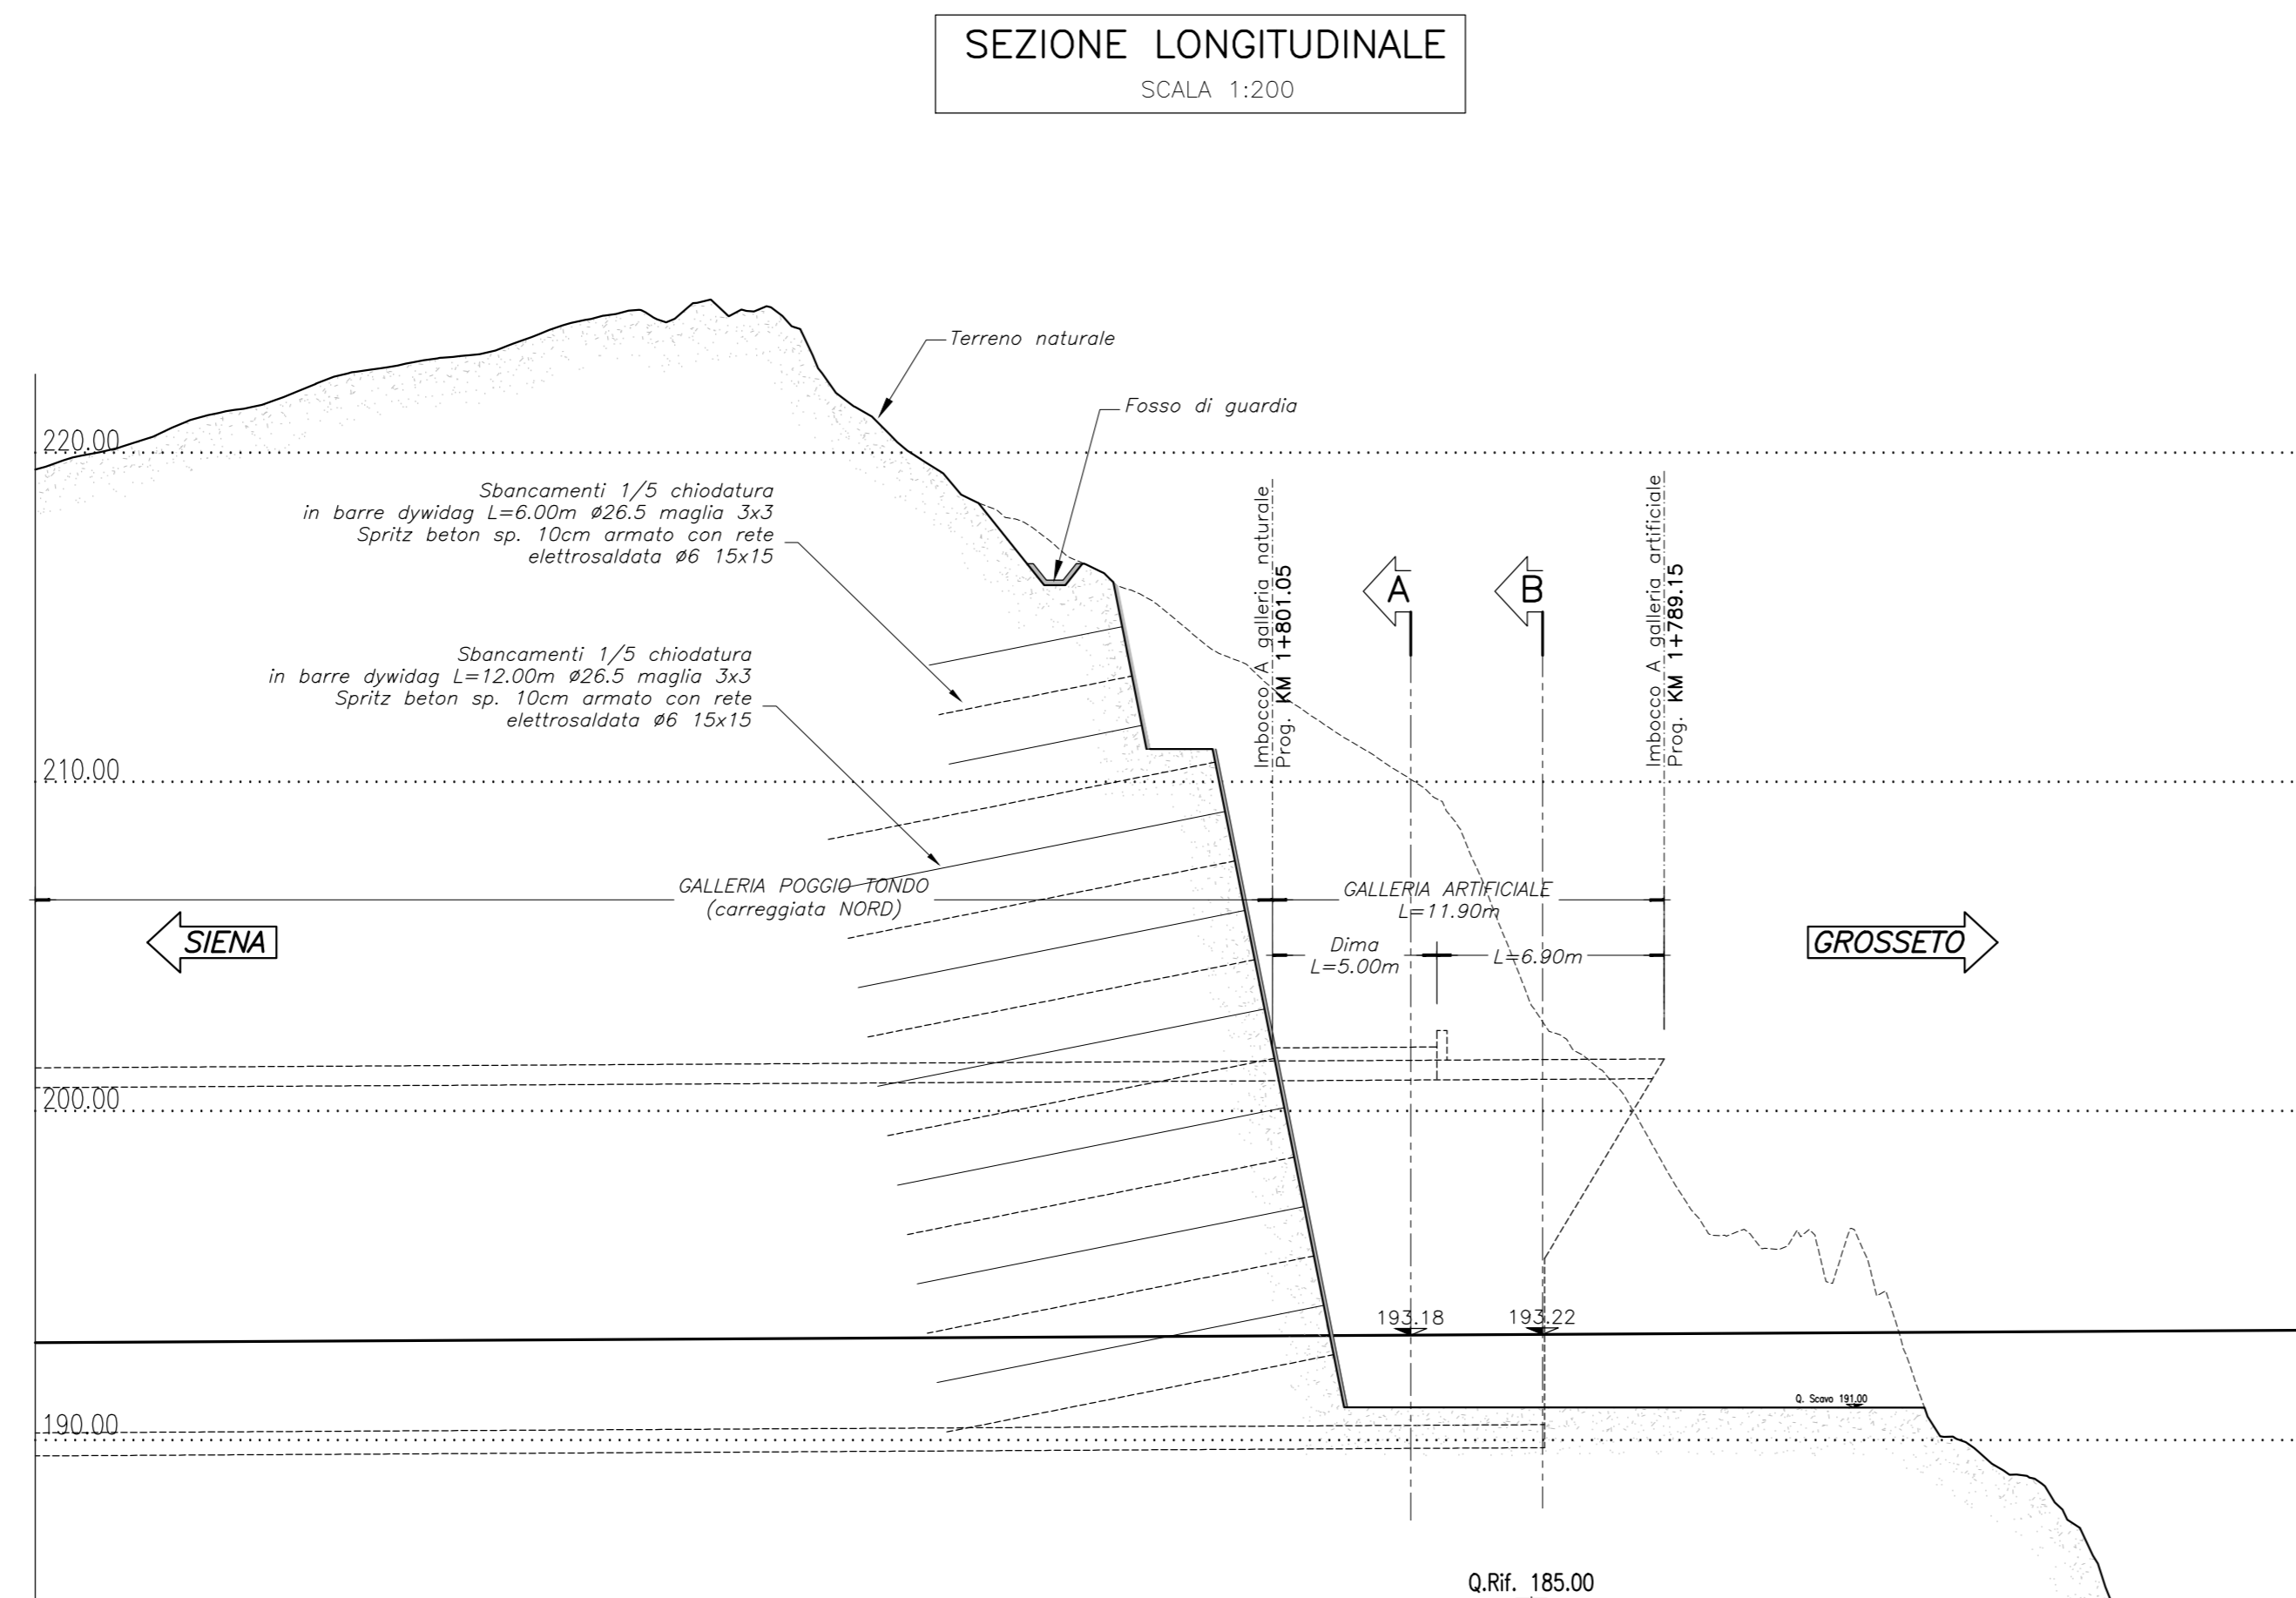 SEZIONE LONGITUDINALE
SCALA 1:200
Terreno naturale
Fosso di guardia
220.00
Sbancamenti 1/5 chiodatura
in barre dywidag L=6.00m ø26.5 maglia 3x3
Spritz beton sp. 10cm armato con rete
elettrosaldata ø6 15x15
Imbocco A galleria naturale
Prog. KM 1+801.05
A
B
Imbocco A galleria artificiale
Prog. KM 1+789.15
Sbancamenti 1/5 chiodatura
in barre dywidag L=12.00m ø26.5 maglia 3x3
Spritz beton sp. 10cm armato con rete
elettrosaldata ø6 15x15
210.00
GALLERIA POGGIO TONDO
(carreggiata NORD)
GALLERIA ARTIFICIALE
L=11.90m
SIENA
Dima
L=5.00m
L=6.90m
GROSSETO
200.00
193.18
193.22
Q. Scavo 191.00
190.00
Q.Rif. 185.00